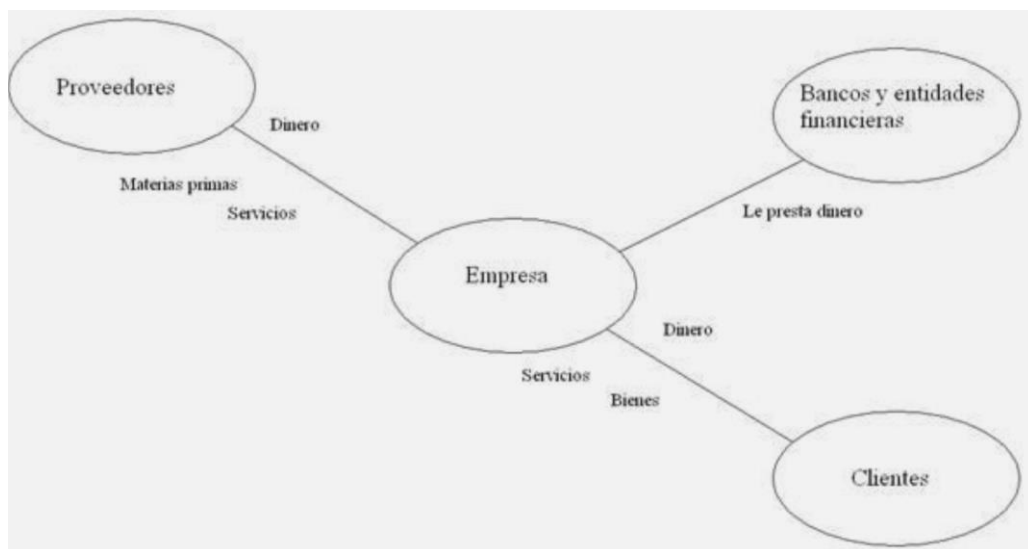 Proveedores
Bancos y entidades
financieras
Dinero
Materias primas
Servicios
Le presta dinero
Empresa
Dinero
Servicios
Bienes
Clientes